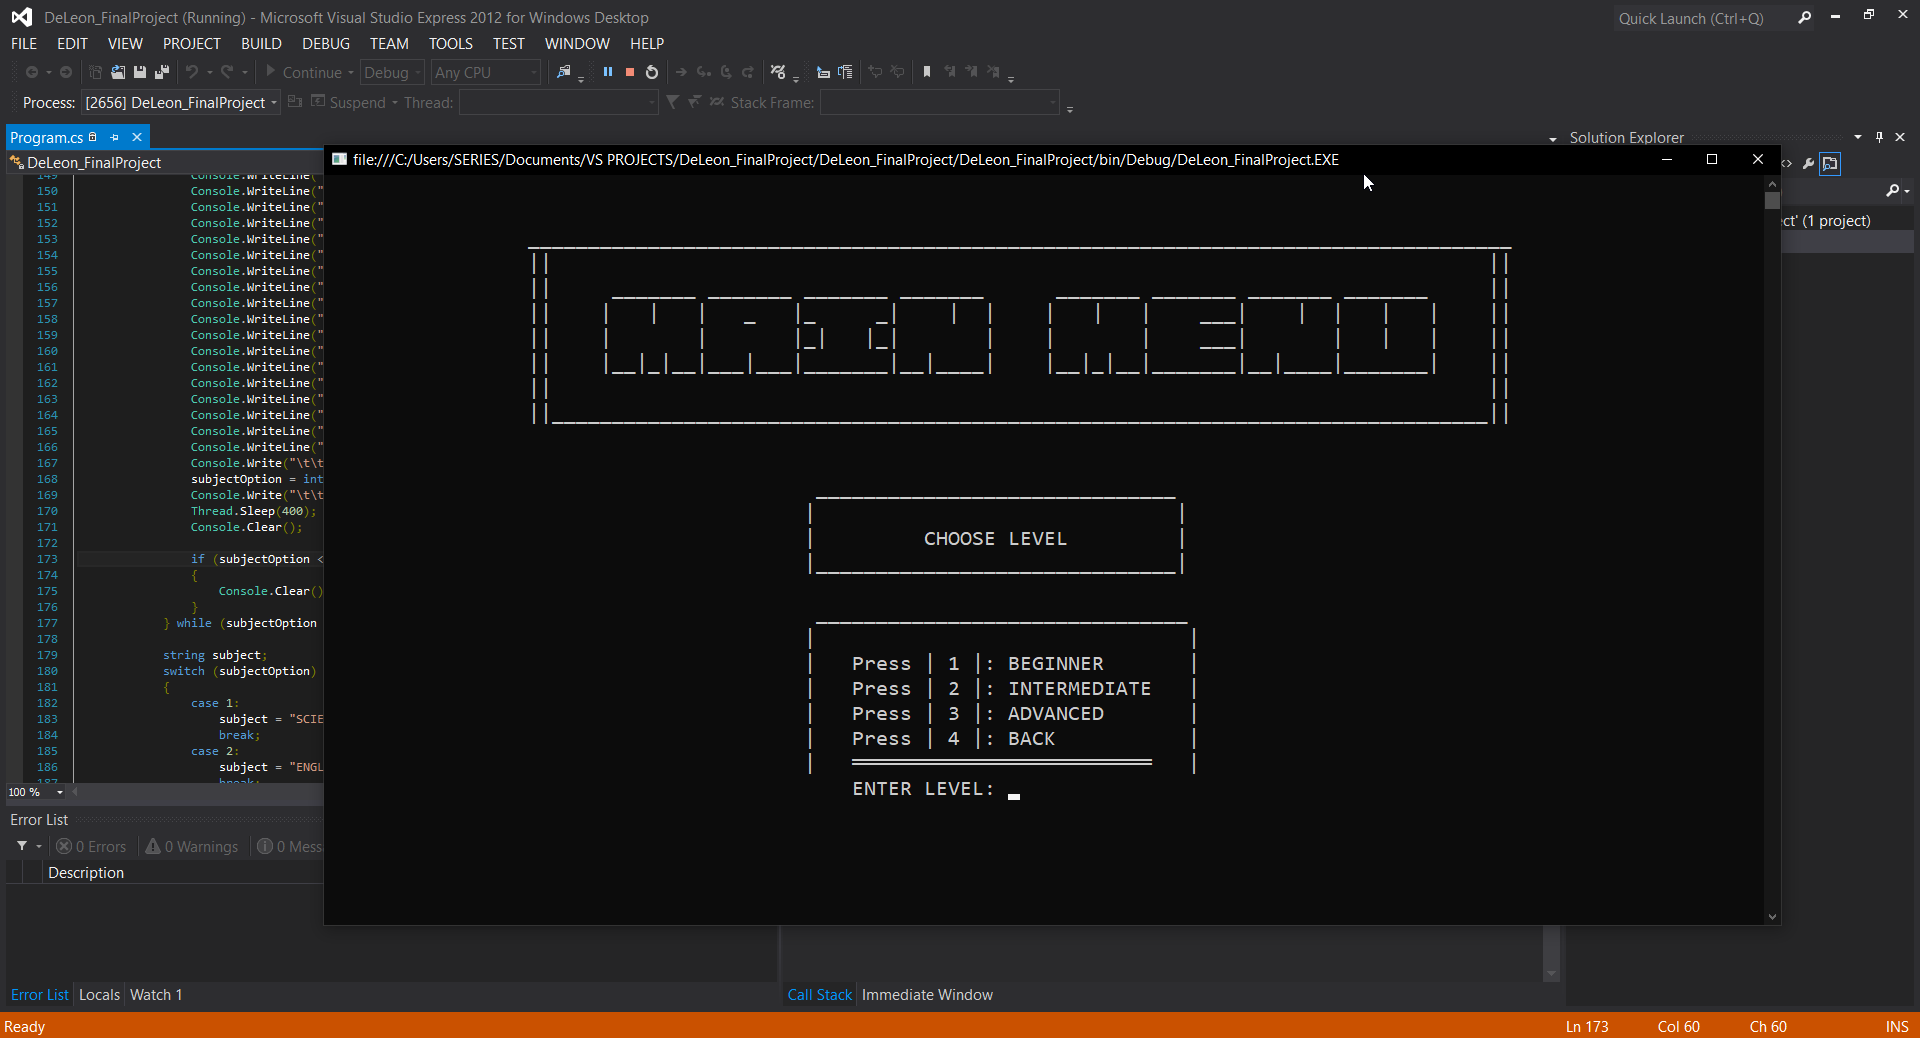 DeLeon_FinalProject (Running) - Microsoft Visual Studio Express 2012 for Windows Desktop
Quick Launch (Ctrl+Q)
FILE EDIT VIEW PROJECT BUILD DEBUG TEAM TOOLS TEST WINDOW HELP
Continue Debug Any CPU
Process: [2656] DeLeon_FinalProject Suspend Thread: Stack Frame:
Program.cs
Solution Explorer
DeLeon_FinalProject
file:///C:/Users/SERIES/Documents/VS PROJECTS/DeLeon_FinalProject/DeLeon_FinalProject/DeLeon_FinalProject/bin/Debug/DeLeon_FinalProject.EXE
ct' (1 project)
149 Console.WriteLine("
150 Console.WriteLine("
151 Console.WriteLine("
152 Console.WriteLine("
153 Console.WriteLine("
154 Console.WriteLine("
155 Console.WriteLine("
156 Console.WriteLine("
157 Console.WriteLine("
158 Console.WriteLine("
159 Console.WriteLine("
160 Console.WriteLine("
161 Console.WriteLine("
162 Console.WriteLine("
163 Console.WriteLine("
164 Console.WriteLine("
165 Console.WriteLine("
166 Console.WriteLine("
167 Console.Write("\t\t
168 subjectOption = int
169 Console.Write("\t\t
170 Thread.Sleep(400);
171 Console.Clear();
172
173 if (subjectOption <
174 {
175 Console.Clear()
176 }
177 } while (subjectOption
178
179 string subject;
180 switch (subjectOption)
181 {
182 case 1:
183 subject = "SCIE
184 break;
185 case 2:
186 subject = "ENGL
187 break;
MAIN MENU
CHOOSE LEVEL
Press | 1 |: BEGINNER
Press | 2 |: INTERMEDIATE
Press | 3 |: ADVANCED
Press | 4 |: BACK
ENTER LEVEL:
100 %
Error List
0 Errors 0 Warnings 0 Mess
Description
Error List Locals Watch 1
Call Stack Immediate Window
Ready
Ln 173 Col 60 Ch 60 INS